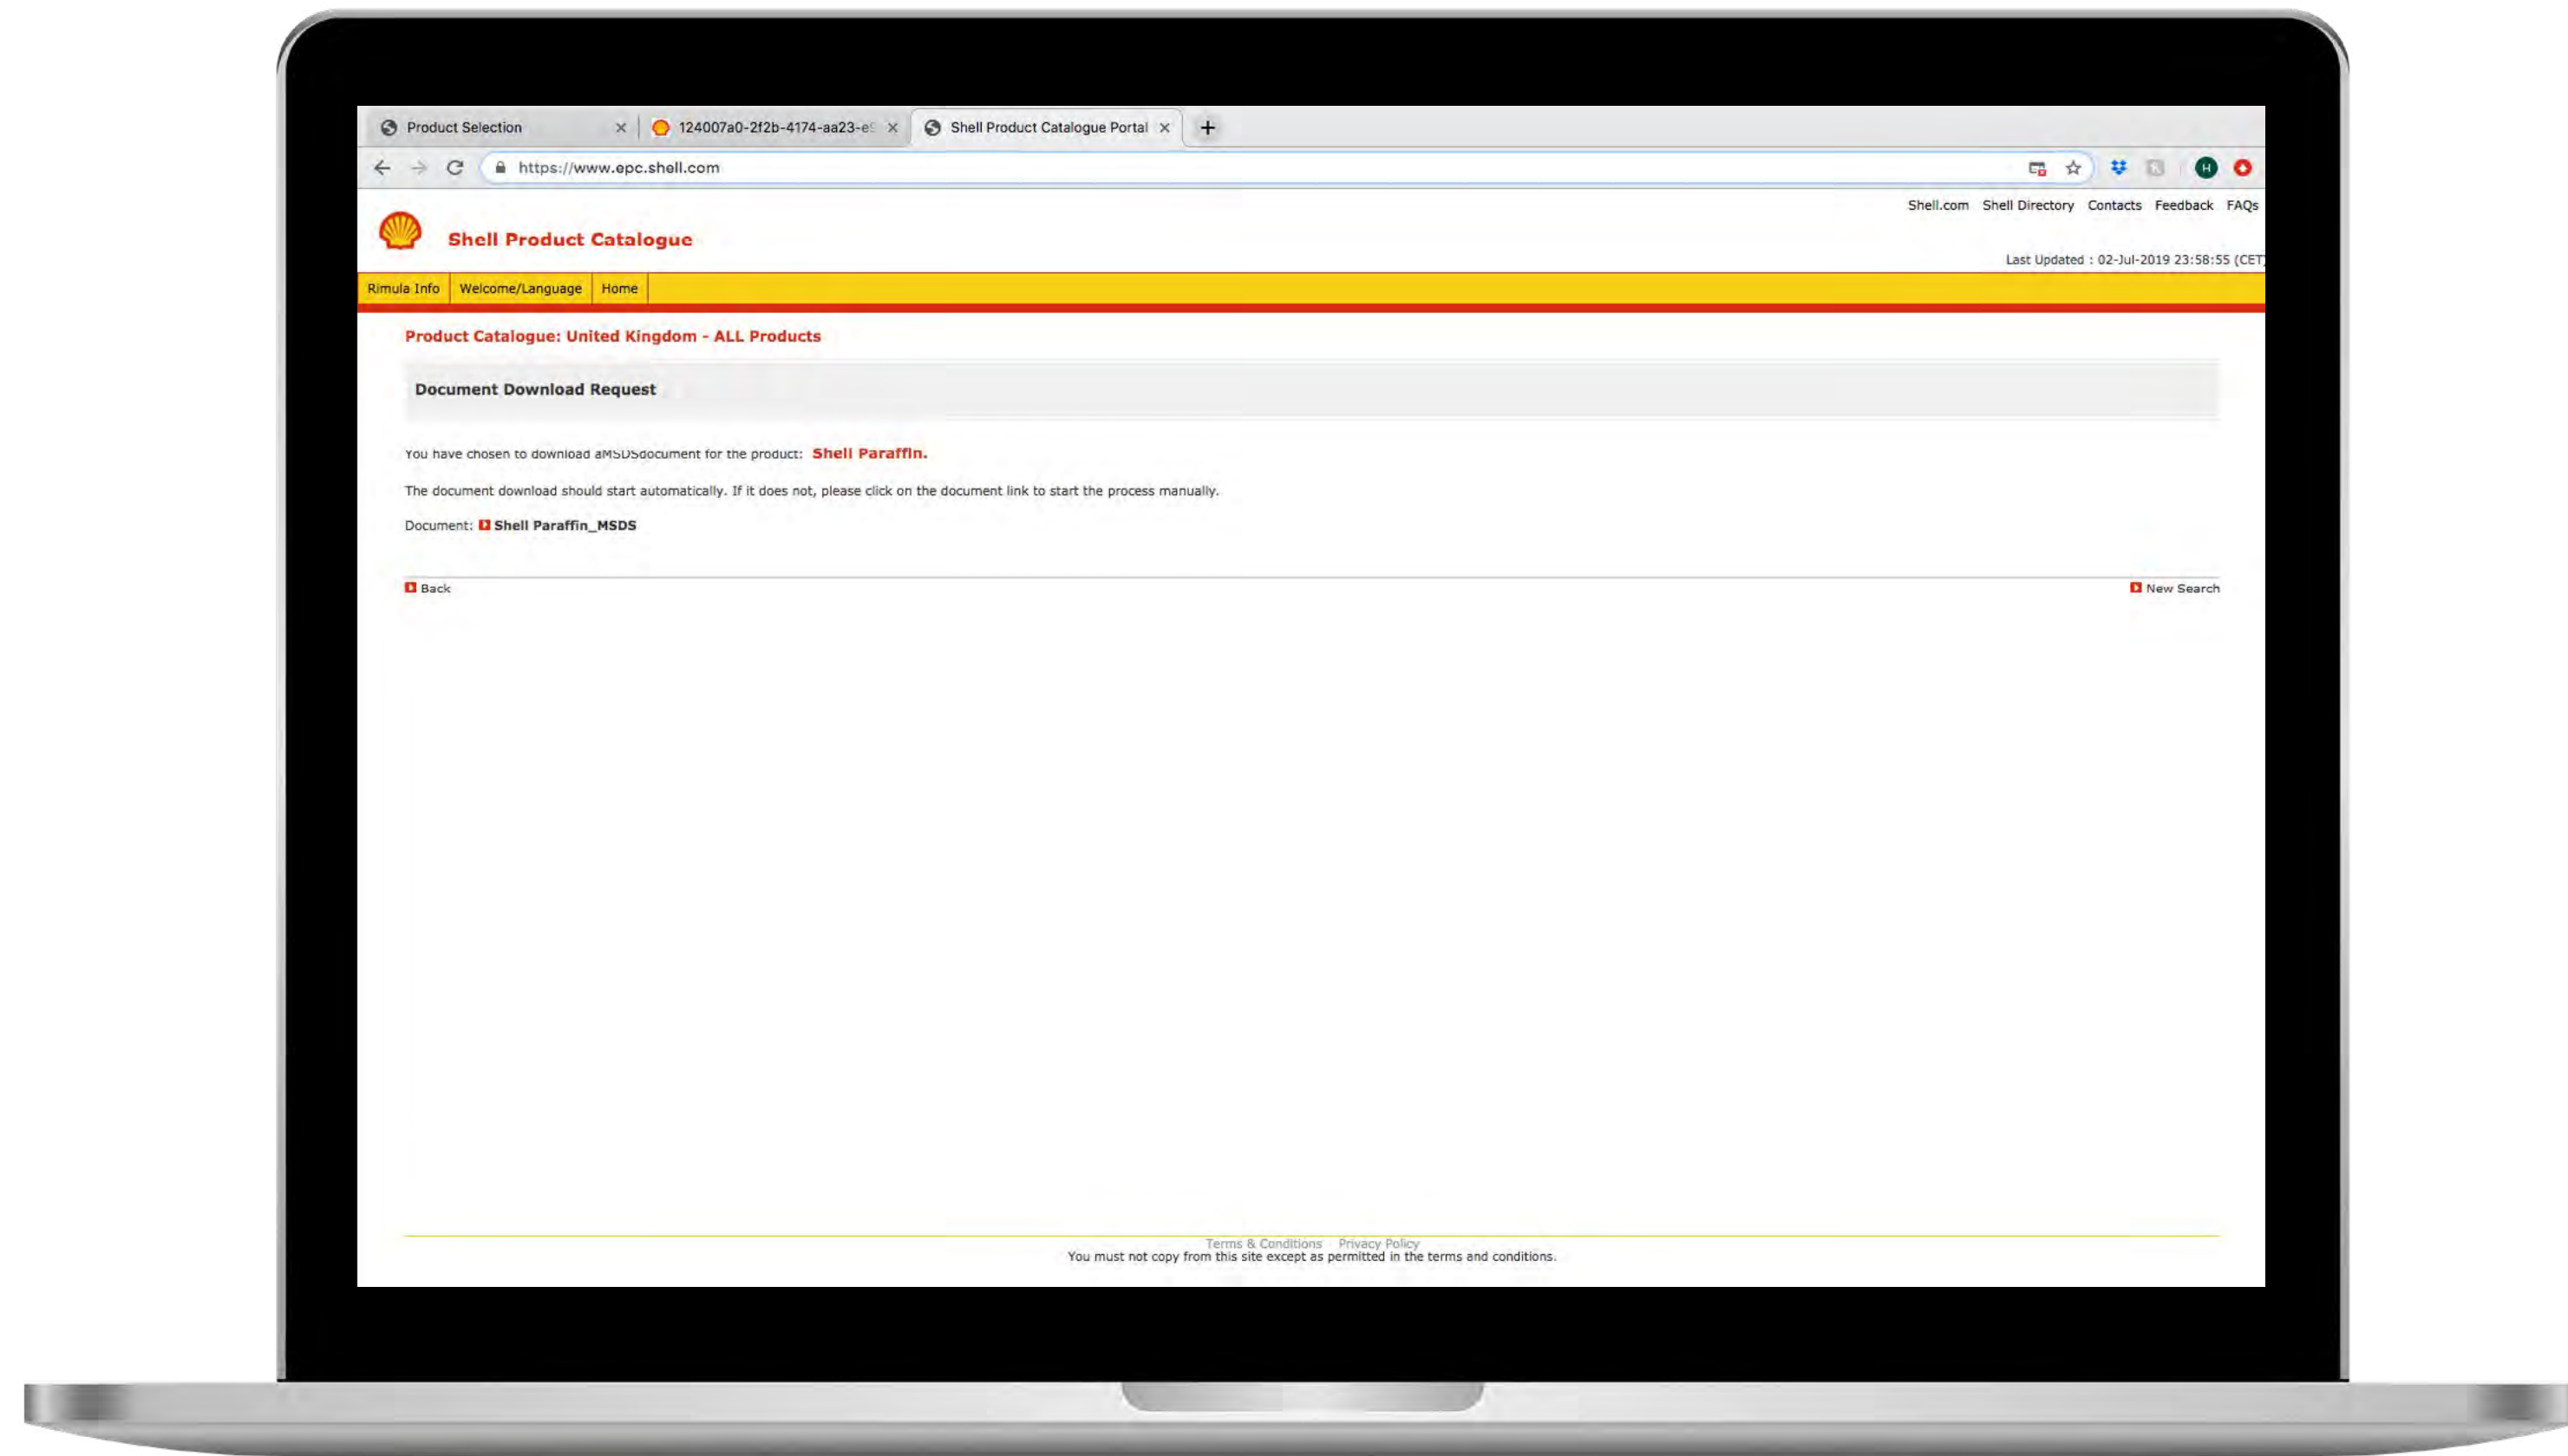 Product Selection
124007a0-2f2b-4174-aa23-e
Shell Product Catalogue Portal
https://www.epc.shell.com
H
Shell.com Shell Directory Contacts Feedback FAQs
Shell Product Catalogue
Last Updated : 02-Jul-2019 23:58:55 (CET)
Rimula Info Welcome/Language Home
Product Catalogue: United Kingdom - ALL Products
Document Download Request
You have chosen to download aMSDSdocument for the product: Shell Paraffin.
The document download should start automatically. If it does not, please click on the document link to start the process manually.
Document: Shell Paraffin_MSDS
Back New Search
Terms & Conditions Privacy Policy
You must not copy from this site except as permitted in the terms and conditions.